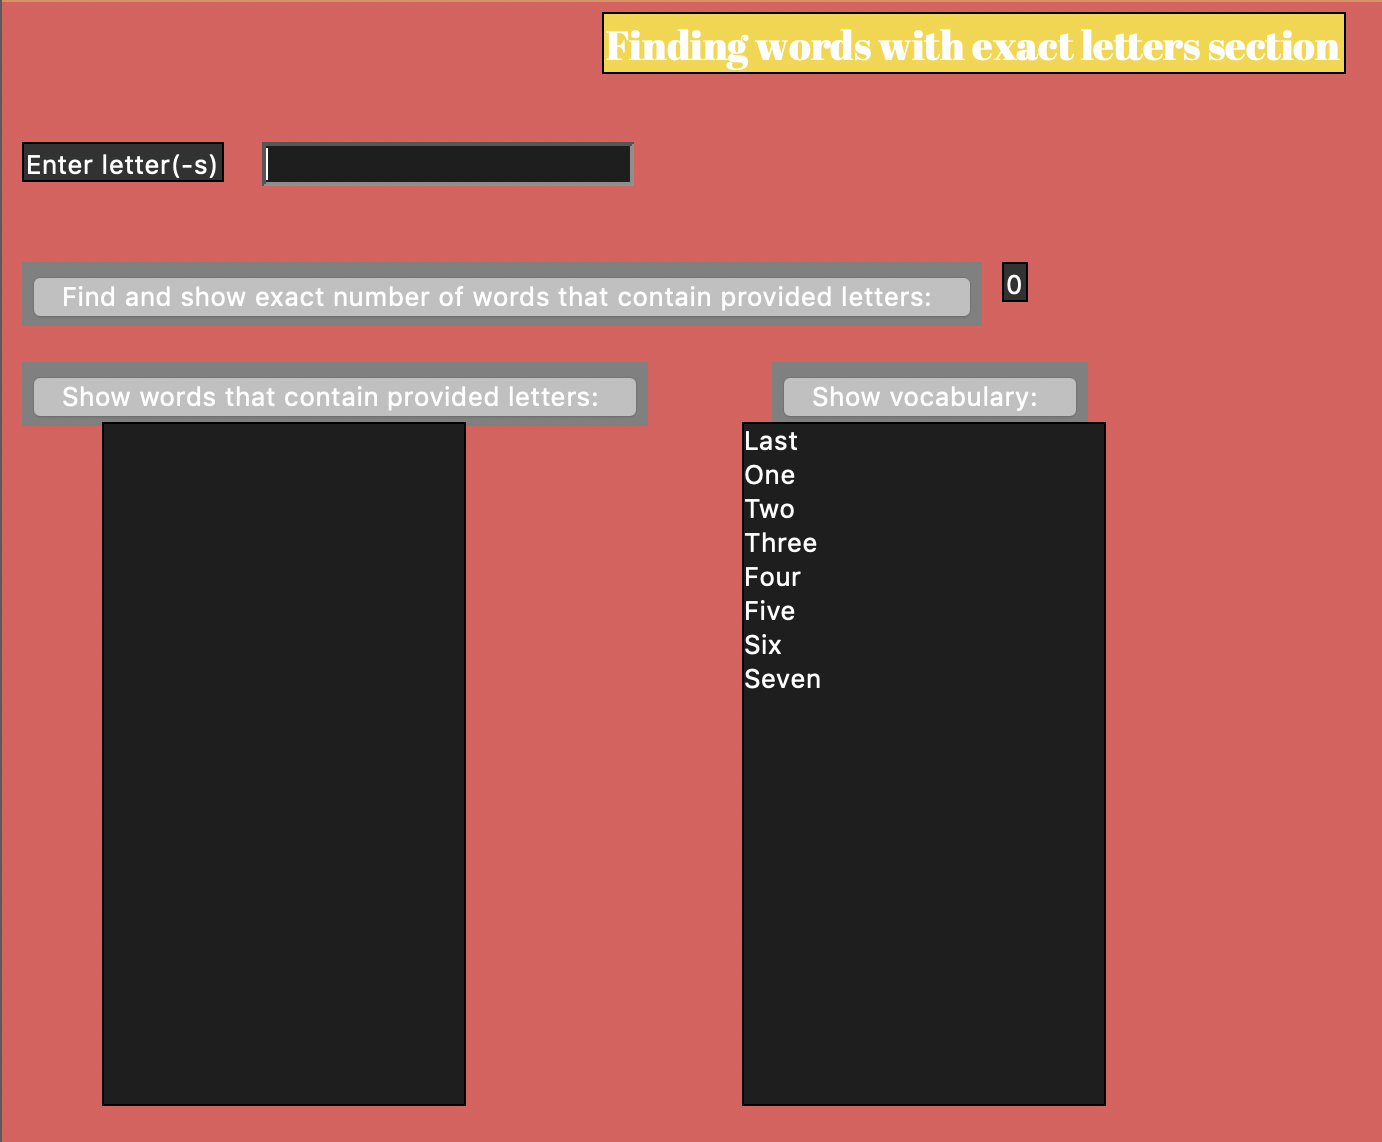 Finding words with exact letters section
Enter letter(-s)
Find and show exact number of words that contain provided letters:
0
Show words that contain provided letters:
Show vocabulary:
Last
One
Two
Three
Four
Five
Six
Seven